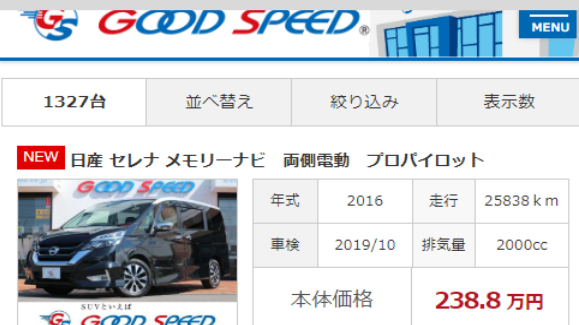 GS GOOD SPEED®
MENU
1327台 並べ替え 絞り込み 表示数
NEW 日産 セレナ メモリーナビ 両側電動 プロパイロット
GOOD SPEED
年式 2016 走行 25838ｋｍ
車検 2019/10 排気量 2000cc
本体価格 238.8 万円
SUVといえば
GS GOOD SPEED